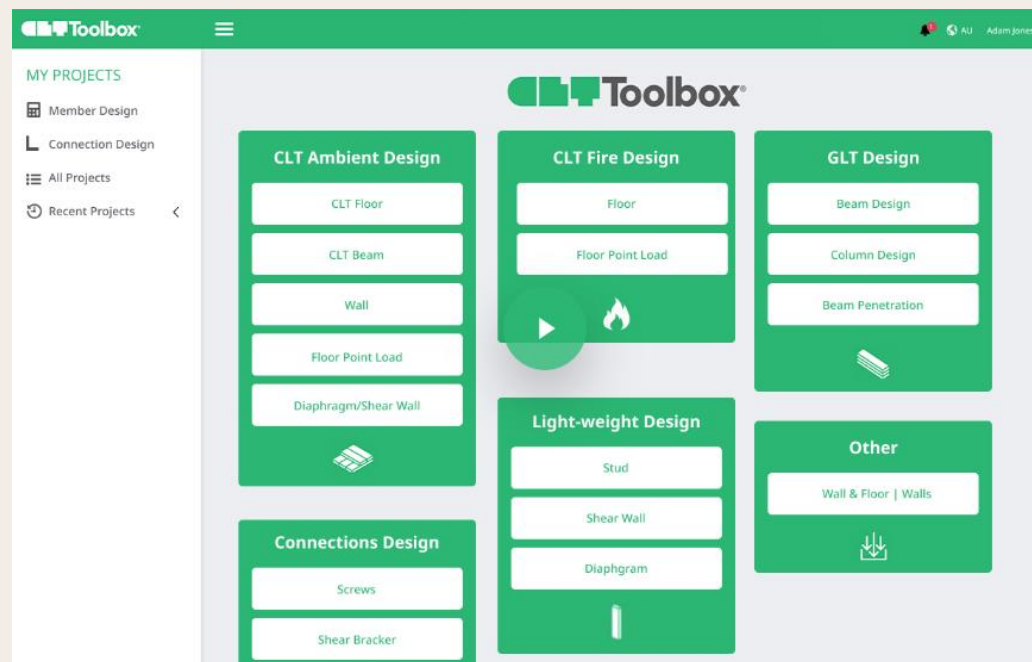 CLT Toolbox®
1
AU
Adam Jones
MY PROJECTS
Member Design
Connection Design
All Projects
Recent Projects
CLT Toolbox®
CLT Ambient Design
CLT Floor
CLT Beam
Wall
Floor Point Load
Diaphragm/Shear Wall
Connections Design
Screws
Shear Bracker
CLT Fire Design
Floor
Floor Point Load
Light-weight Design
Stud
Shear Wall
Diaphgram
GLT Design
Beam Design
Column Design
Beam Penetration
Other
Wall & Floor | Walls